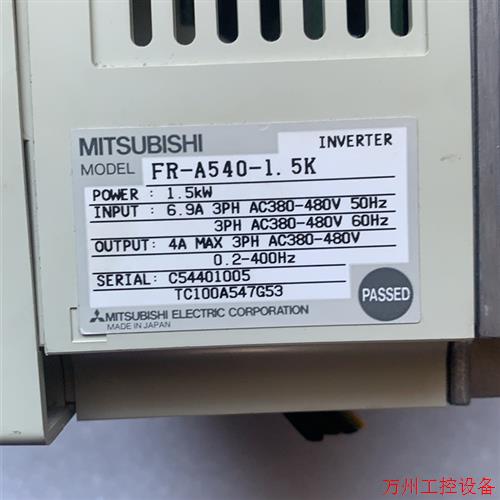 MITSUBISHI INVERTER
MODEL FR-A540-1.5K
POWER : 1.5kW
INPUT : 6.9A 3PH AC380-480V 50Hz
3PH AC380-480V 60Hz
OUTPUT: 4A MAX 3PH AC380-480V
0.2-400Hz
SERIAL: C54401005
TC100A547G53
PASSED
MITSUBISHI ELECTRIC CORPORATION
MADE IN JAPAN
万州工控设备